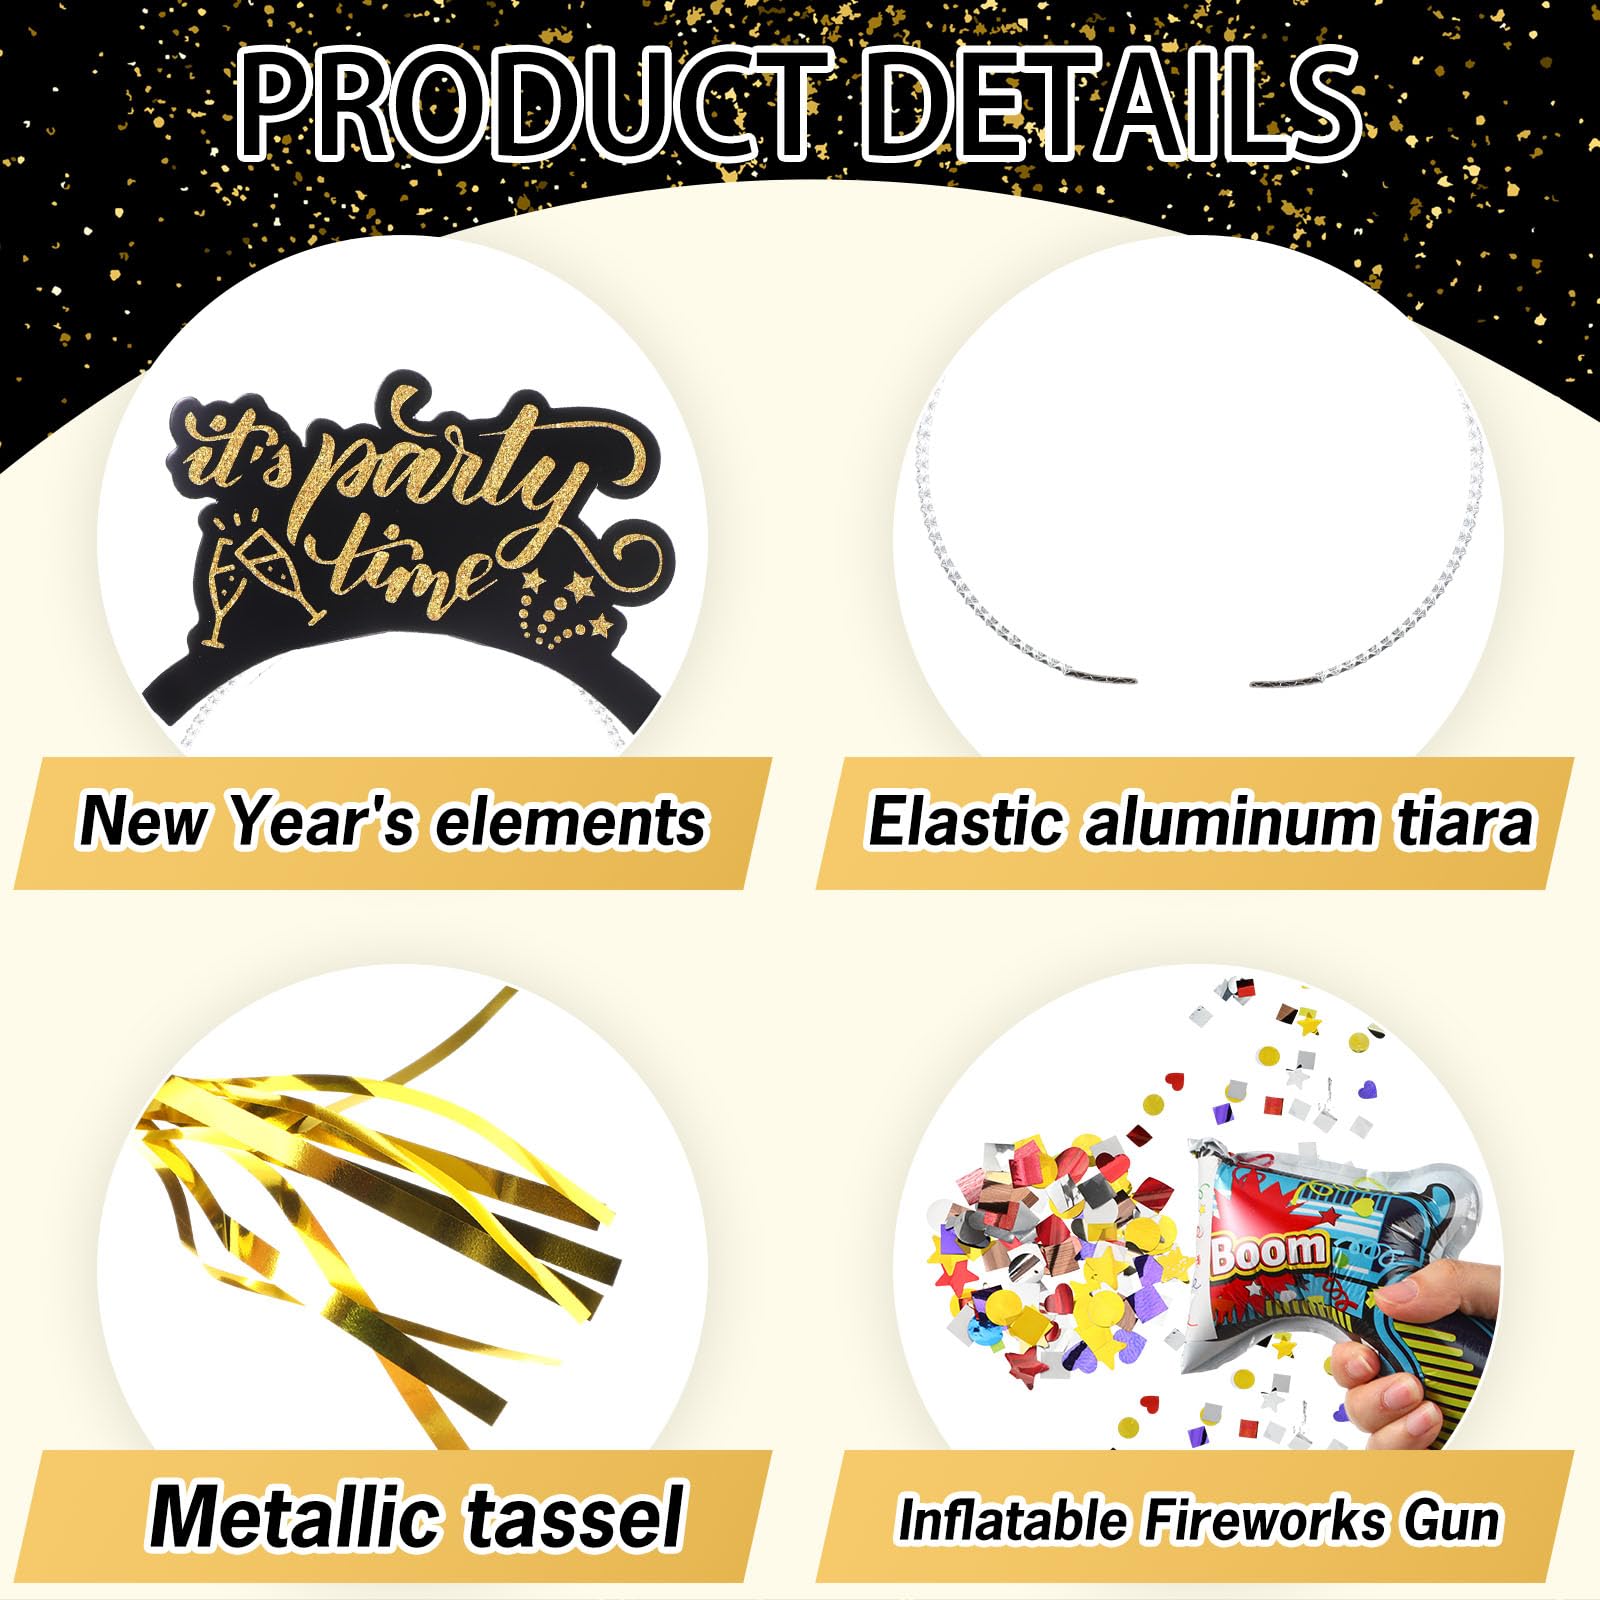 PRODUCT DETAILS
it's party
time
New Year's elements
Elastic aluminum tiara
Boom
Metallic tassel
Inflatable Fireworks Gun